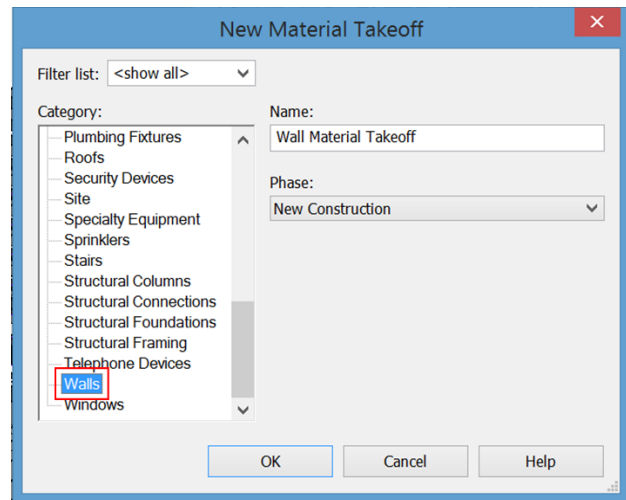 New Material Takeoff
Filter list: <show all>
Category:
Plumbing Fixtures
Roofs
Security Devices
Site
Specialty Equipment
Sprinklers
Stairs
Structural Columns
Structural Connections
Structural Foundations
Structural Framing
Telephone Devices
Walls
Windows
Name:
Wall Material Takeoff
Phase:
New Construction
OK Cancel Help